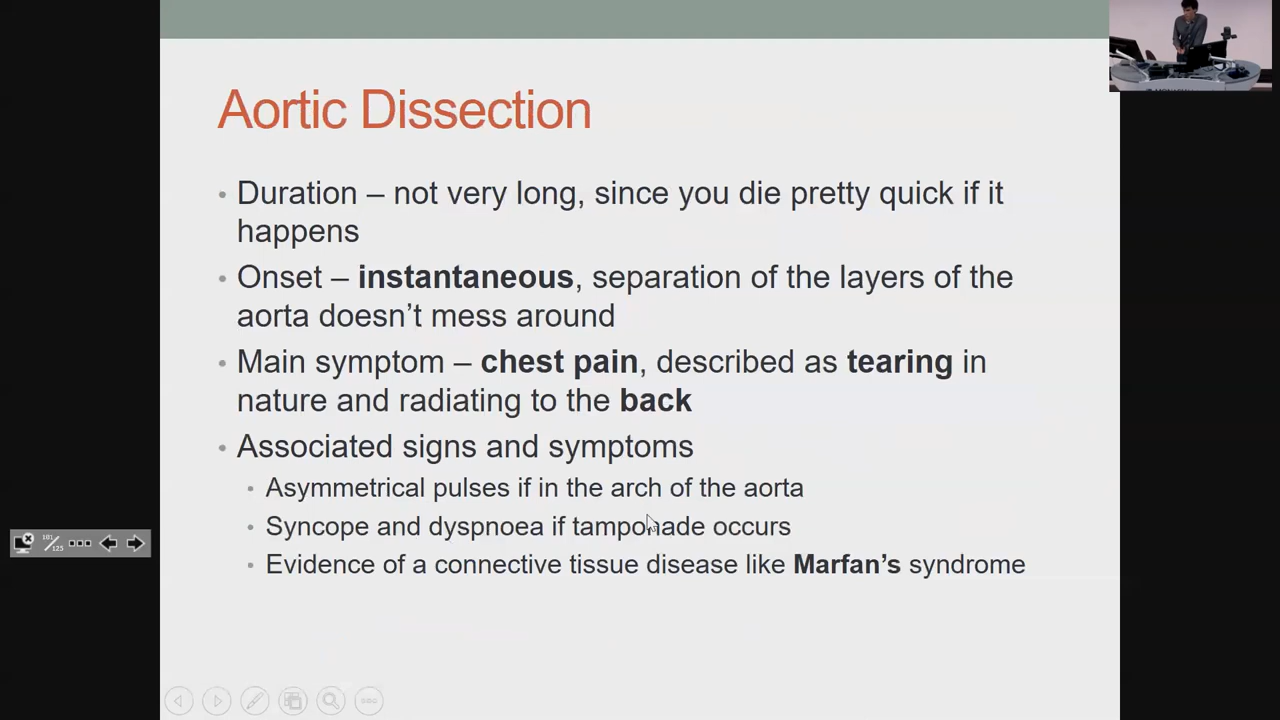 Aortic Dissection
• Duration – not very long, since you die pretty quick if it
happens
• Onset – instantaneous, separation of the layers of the
aorta doesn’t mess around
• Main symptom – chest pain, described as tearing in
nature and radiating to the back
• Associated signs and symptoms
• Asymmetrical pulses if in the arch of the aorta
• Syncope and dyspnoea if tamponade occurs
• Evidence of a connective tissue disease like Marfan’s syndrome
101/125